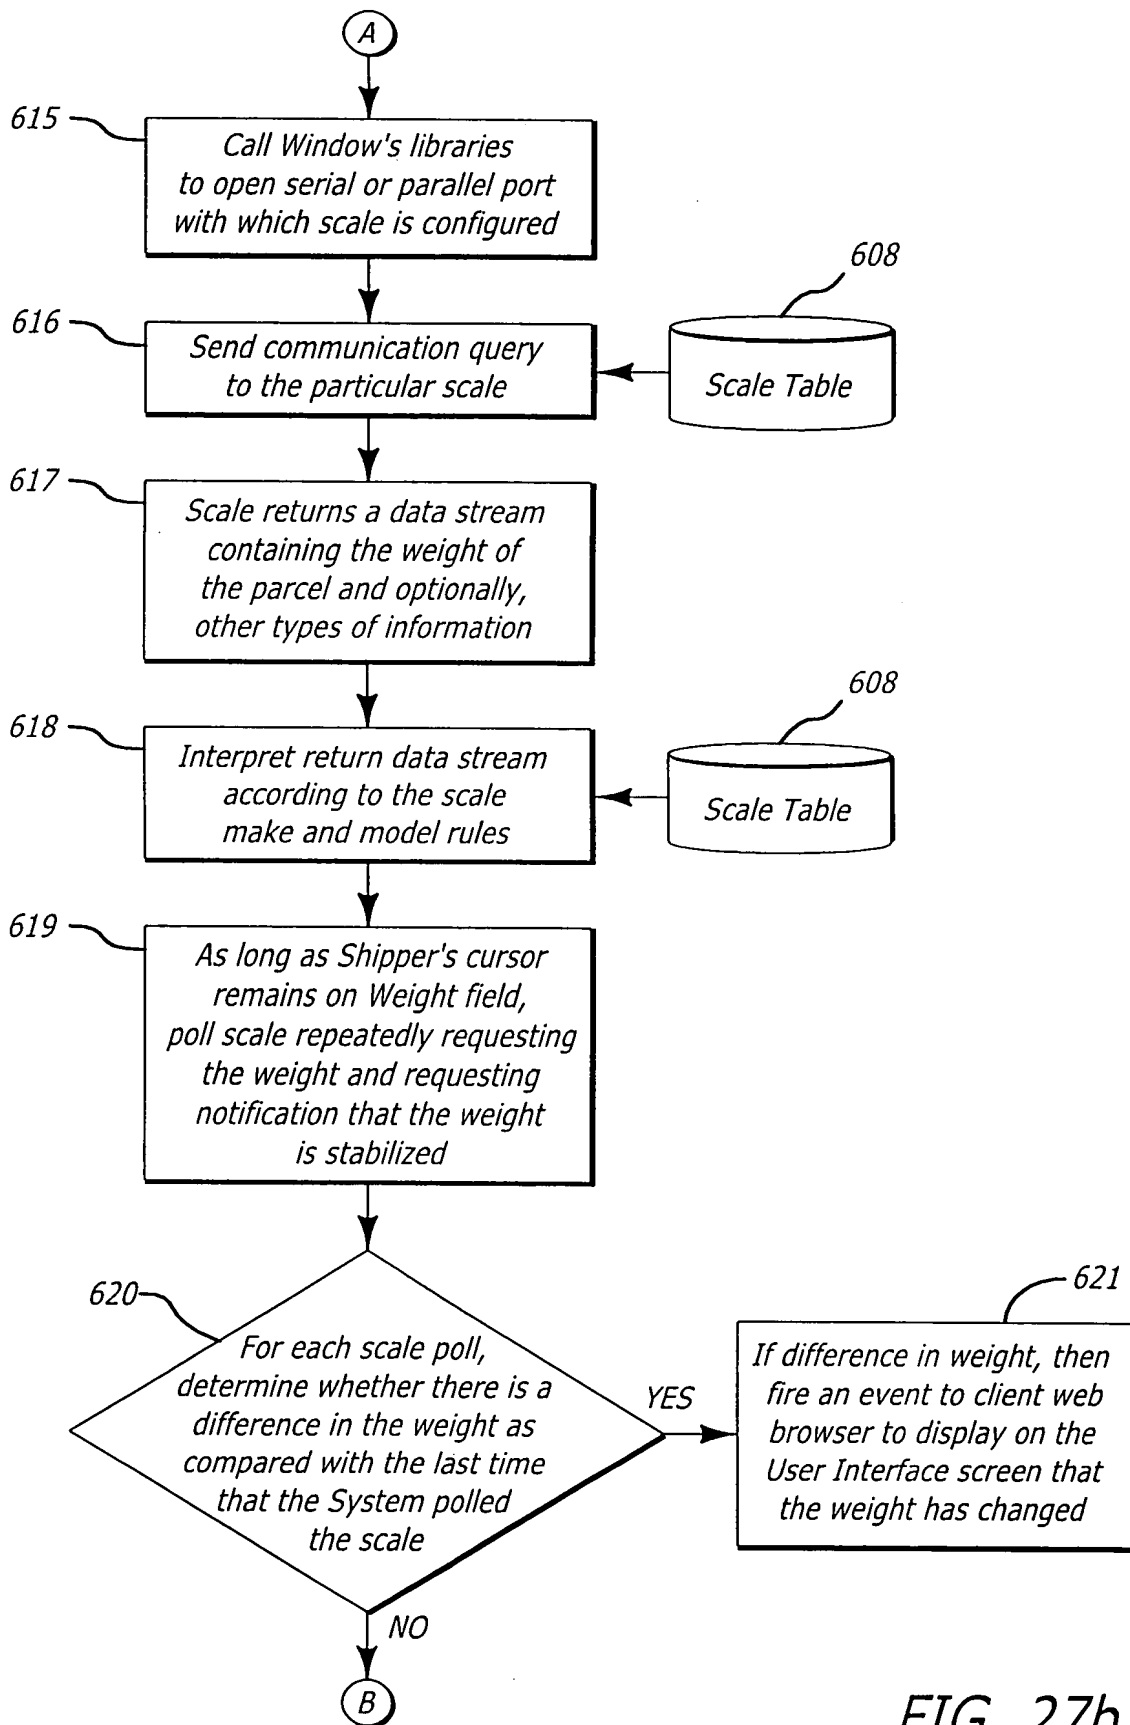 A
615
Call Window's libraries
to open serial or parallel port
with which scale is configured
608
616
Send communication query
to the particular scale
Scale Table
617
Scale returns a data stream
containing the weight of
the parcel and optionally,
other types of information
608
618
Interpret return data stream
according to the scale
make and model rules
Scale Table
619
As long as Shipper's cursor
remains on Weight field,
poll scale repeatedly requesting
the weight and requesting
notification that the weight
is stabilized
620
For each scale poll,
determine whether there is a
difference in the weight as
compared with the last time
that the System polled
the scale
YES
621
If difference in weight, then
fire an event to client web
browser to display on the
User Interface screen that
the weight has changed
NO
B
FIG. 27b